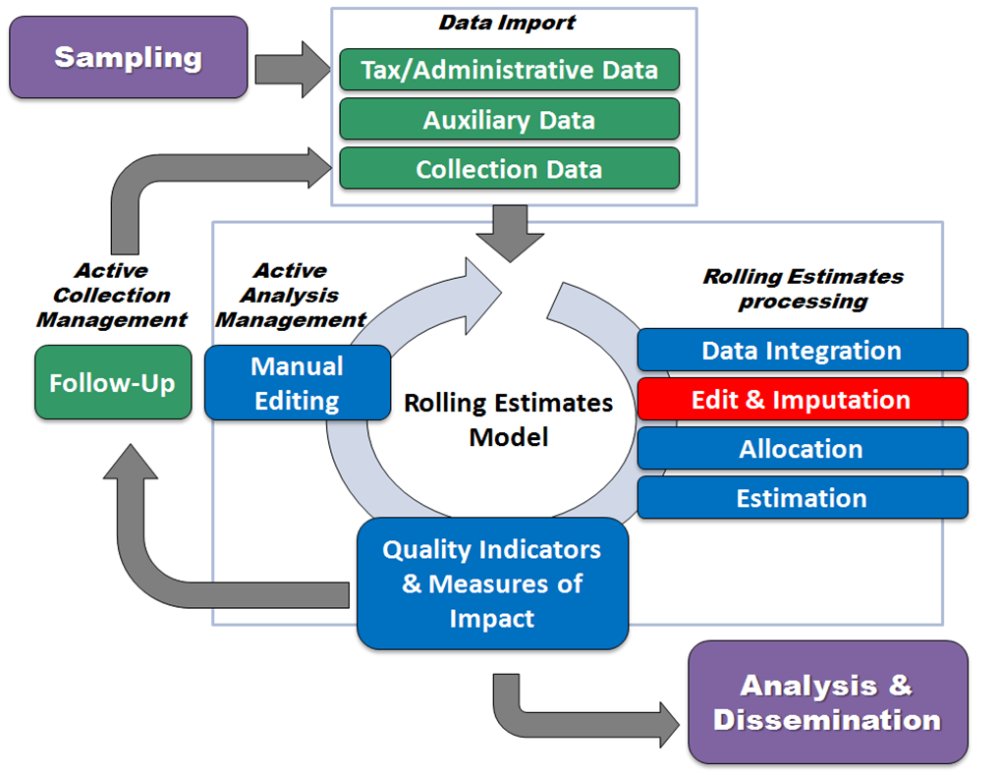 Data Import
Sampling
Tax/Administrative Data
Auxiliary Data
Collection Data
Active
Collection
Management
Follow-Up
Active
Analysis
Management
Manual
Editing
Rolling Estimates
Model
Rolling Estimates
processing
Data Integration
Edit & Imputation
Allocation
Estimation
Quality Indicators
& Measures of
Impact
Analysis &
Dissemination